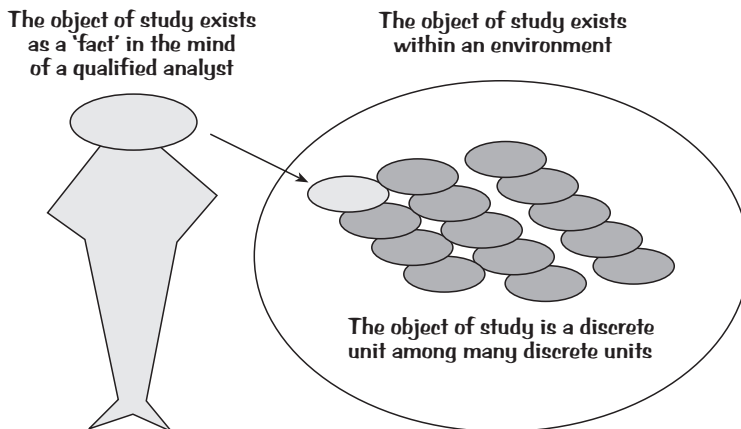 The object of study exists
as a 'fact' in the mind
of a qualified analyst
The object of study exists
within an environment
The object of study is a discrete
unit among many discrete units